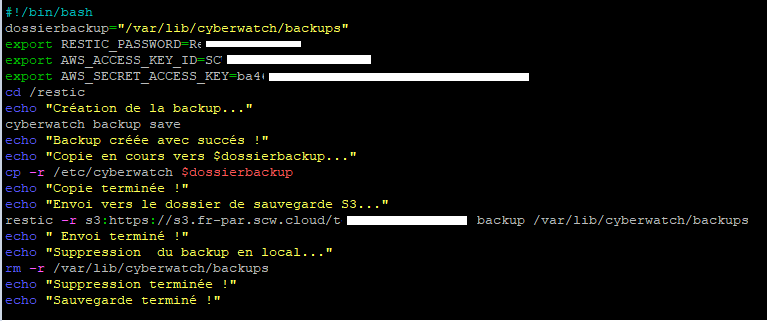 #!/bin/bash
dossierbackup="/var/lib/cyberwatch/backups"
export RESTIC_PASSWORD=Re
export AWS_ACCESS_KEY_ID=SC
export AWS_SECRET_ACCESS_KEY=ba4
cd /restic
echo "Création de la backup..."
cyberwatch backup save
echo "Backup créée avec succés !"
echo "Copie en cours vers $dossierbackup..."
cp -r /etc/cyberwatch $dossierbackup
echo "Copie terminée !"
echo "Envoi vers le dossier de sauvegarde S3..."
restic -r s3:https://s3.fr-par.scw.cloud/t backup /var/lib/cyberwatch/backups
echo " Envoi terminé !"
echo "Suppression  du backup en local..."
rm -r /var/lib/cyberwatch/backups
echo "Suppression terminée !"
echo "Sauvegarde terminé !"